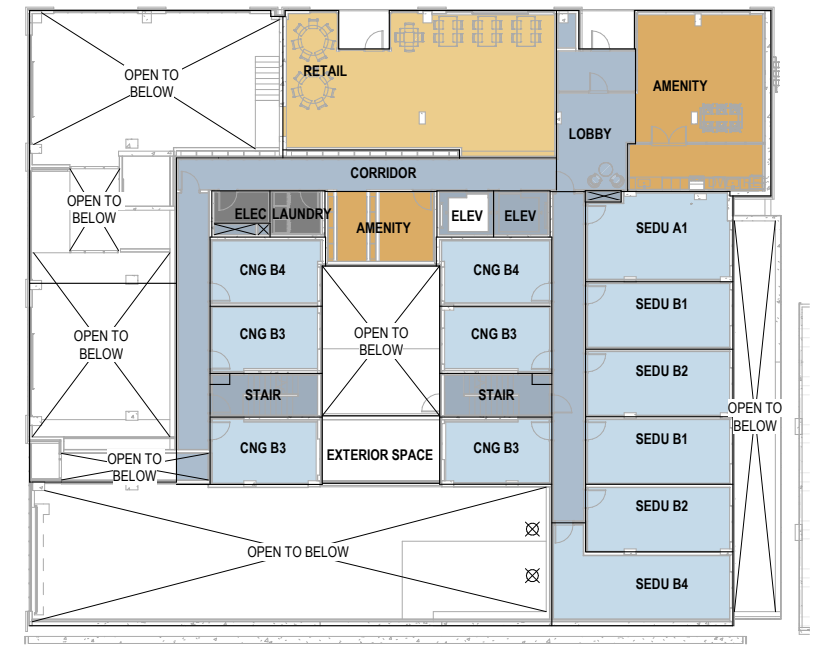 RETAIL
OPEN TO
BELOW
AMENITY
LOBBY
CORRIDOR
OPEN TO
BELOW
ELEC
LAUNDRY
AMENITY
ELEV
ELEV
SEDU A1
CNG B4
CNG B4
SEDU B1
OPEN TO
BELOW
CNG B3
OPEN TO
BELOW
CNG B3
SEDU B2
STAIR
STAIR
OPEN TO
BELOW
SEDU B1
CNG B3
EXTERIOR SPACE
CNG B3
OPEN TO
BELOW
SEDU B2
OPEN TO BELOW
SEDU B4